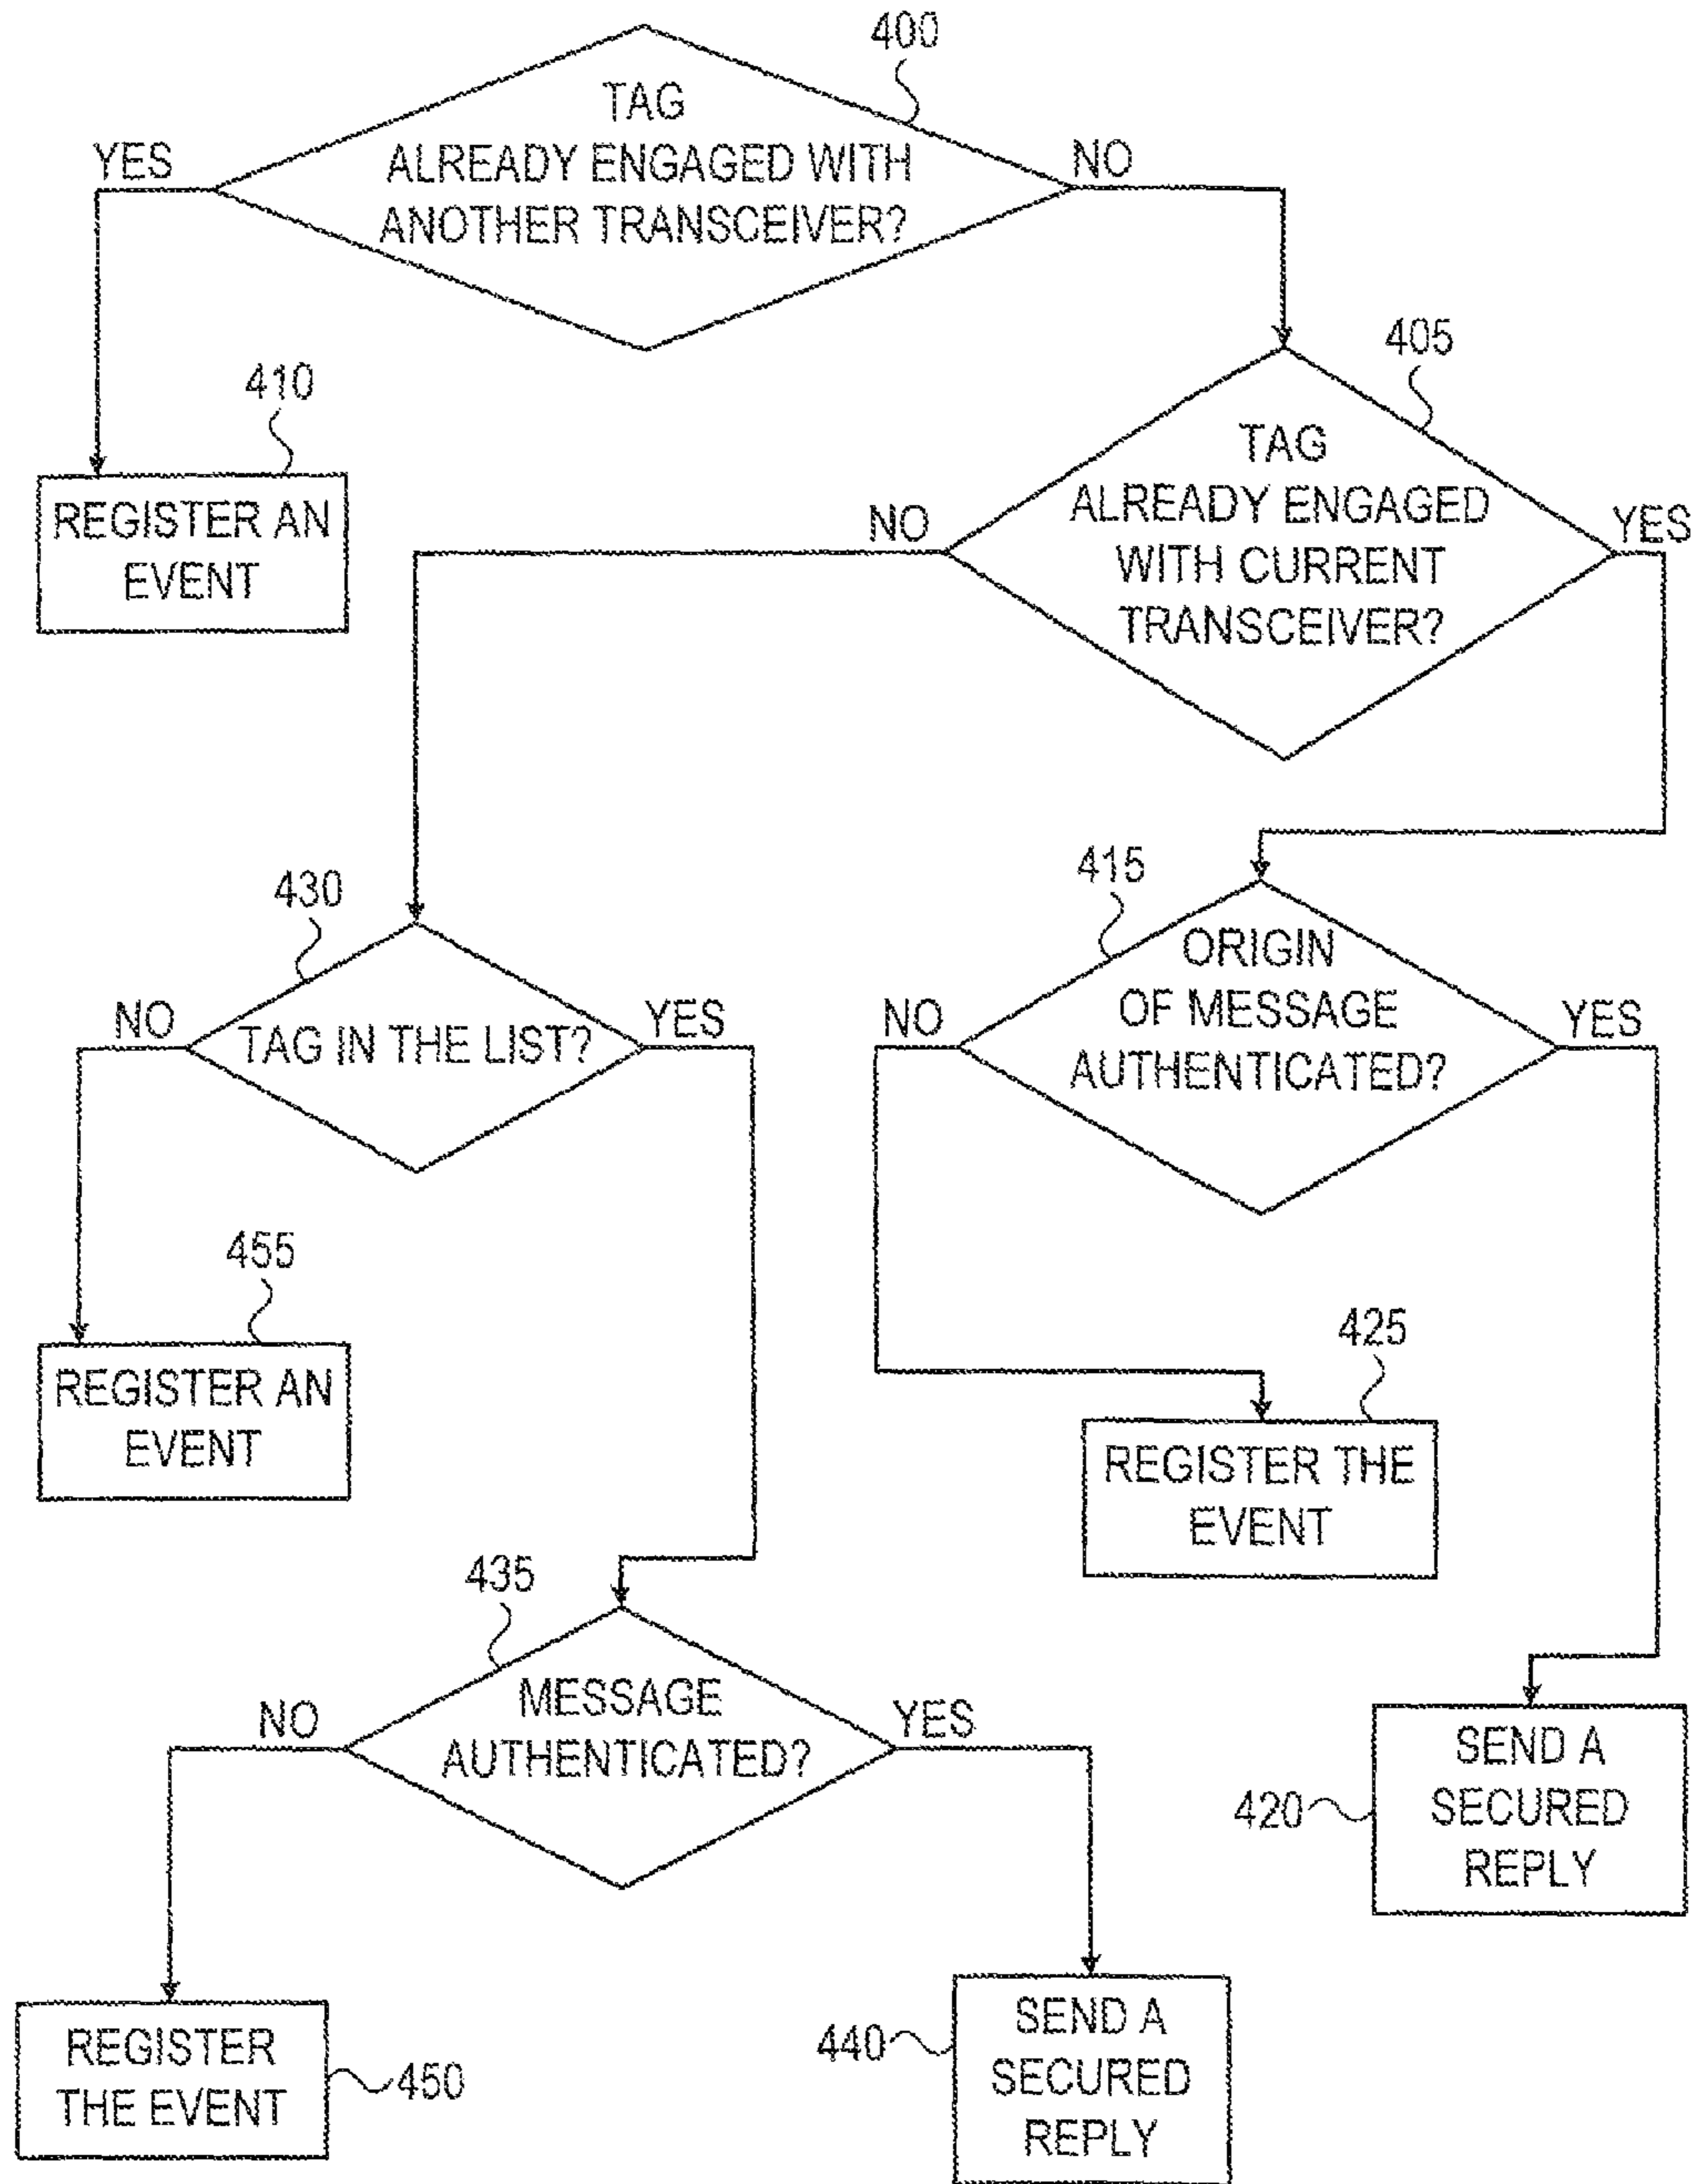 400
TAG
ALREADY ENGAGED WITH
ANOTHER TRANSCEIVER?
YES
NO
410
REGISTER AN
EVENT
405
TAG
ALREADY ENGAGED
WITH CURRENT
TRANSCEIVER?
NO
YES
430
TAG IN THE LIST?
NO
YES
415
ORIGIN
OF MESSAGE
AUTHENTICATED?
NO
YES
455
REGISTER AN
EVENT
425
REGISTER THE
EVENT
435
MESSAGE
AUTHENTICATED?
NO
YES
420
SEND A
SECURED
REPLY
REGISTER
THE EVENT
450
440
SEND A
SECURED
REPLY